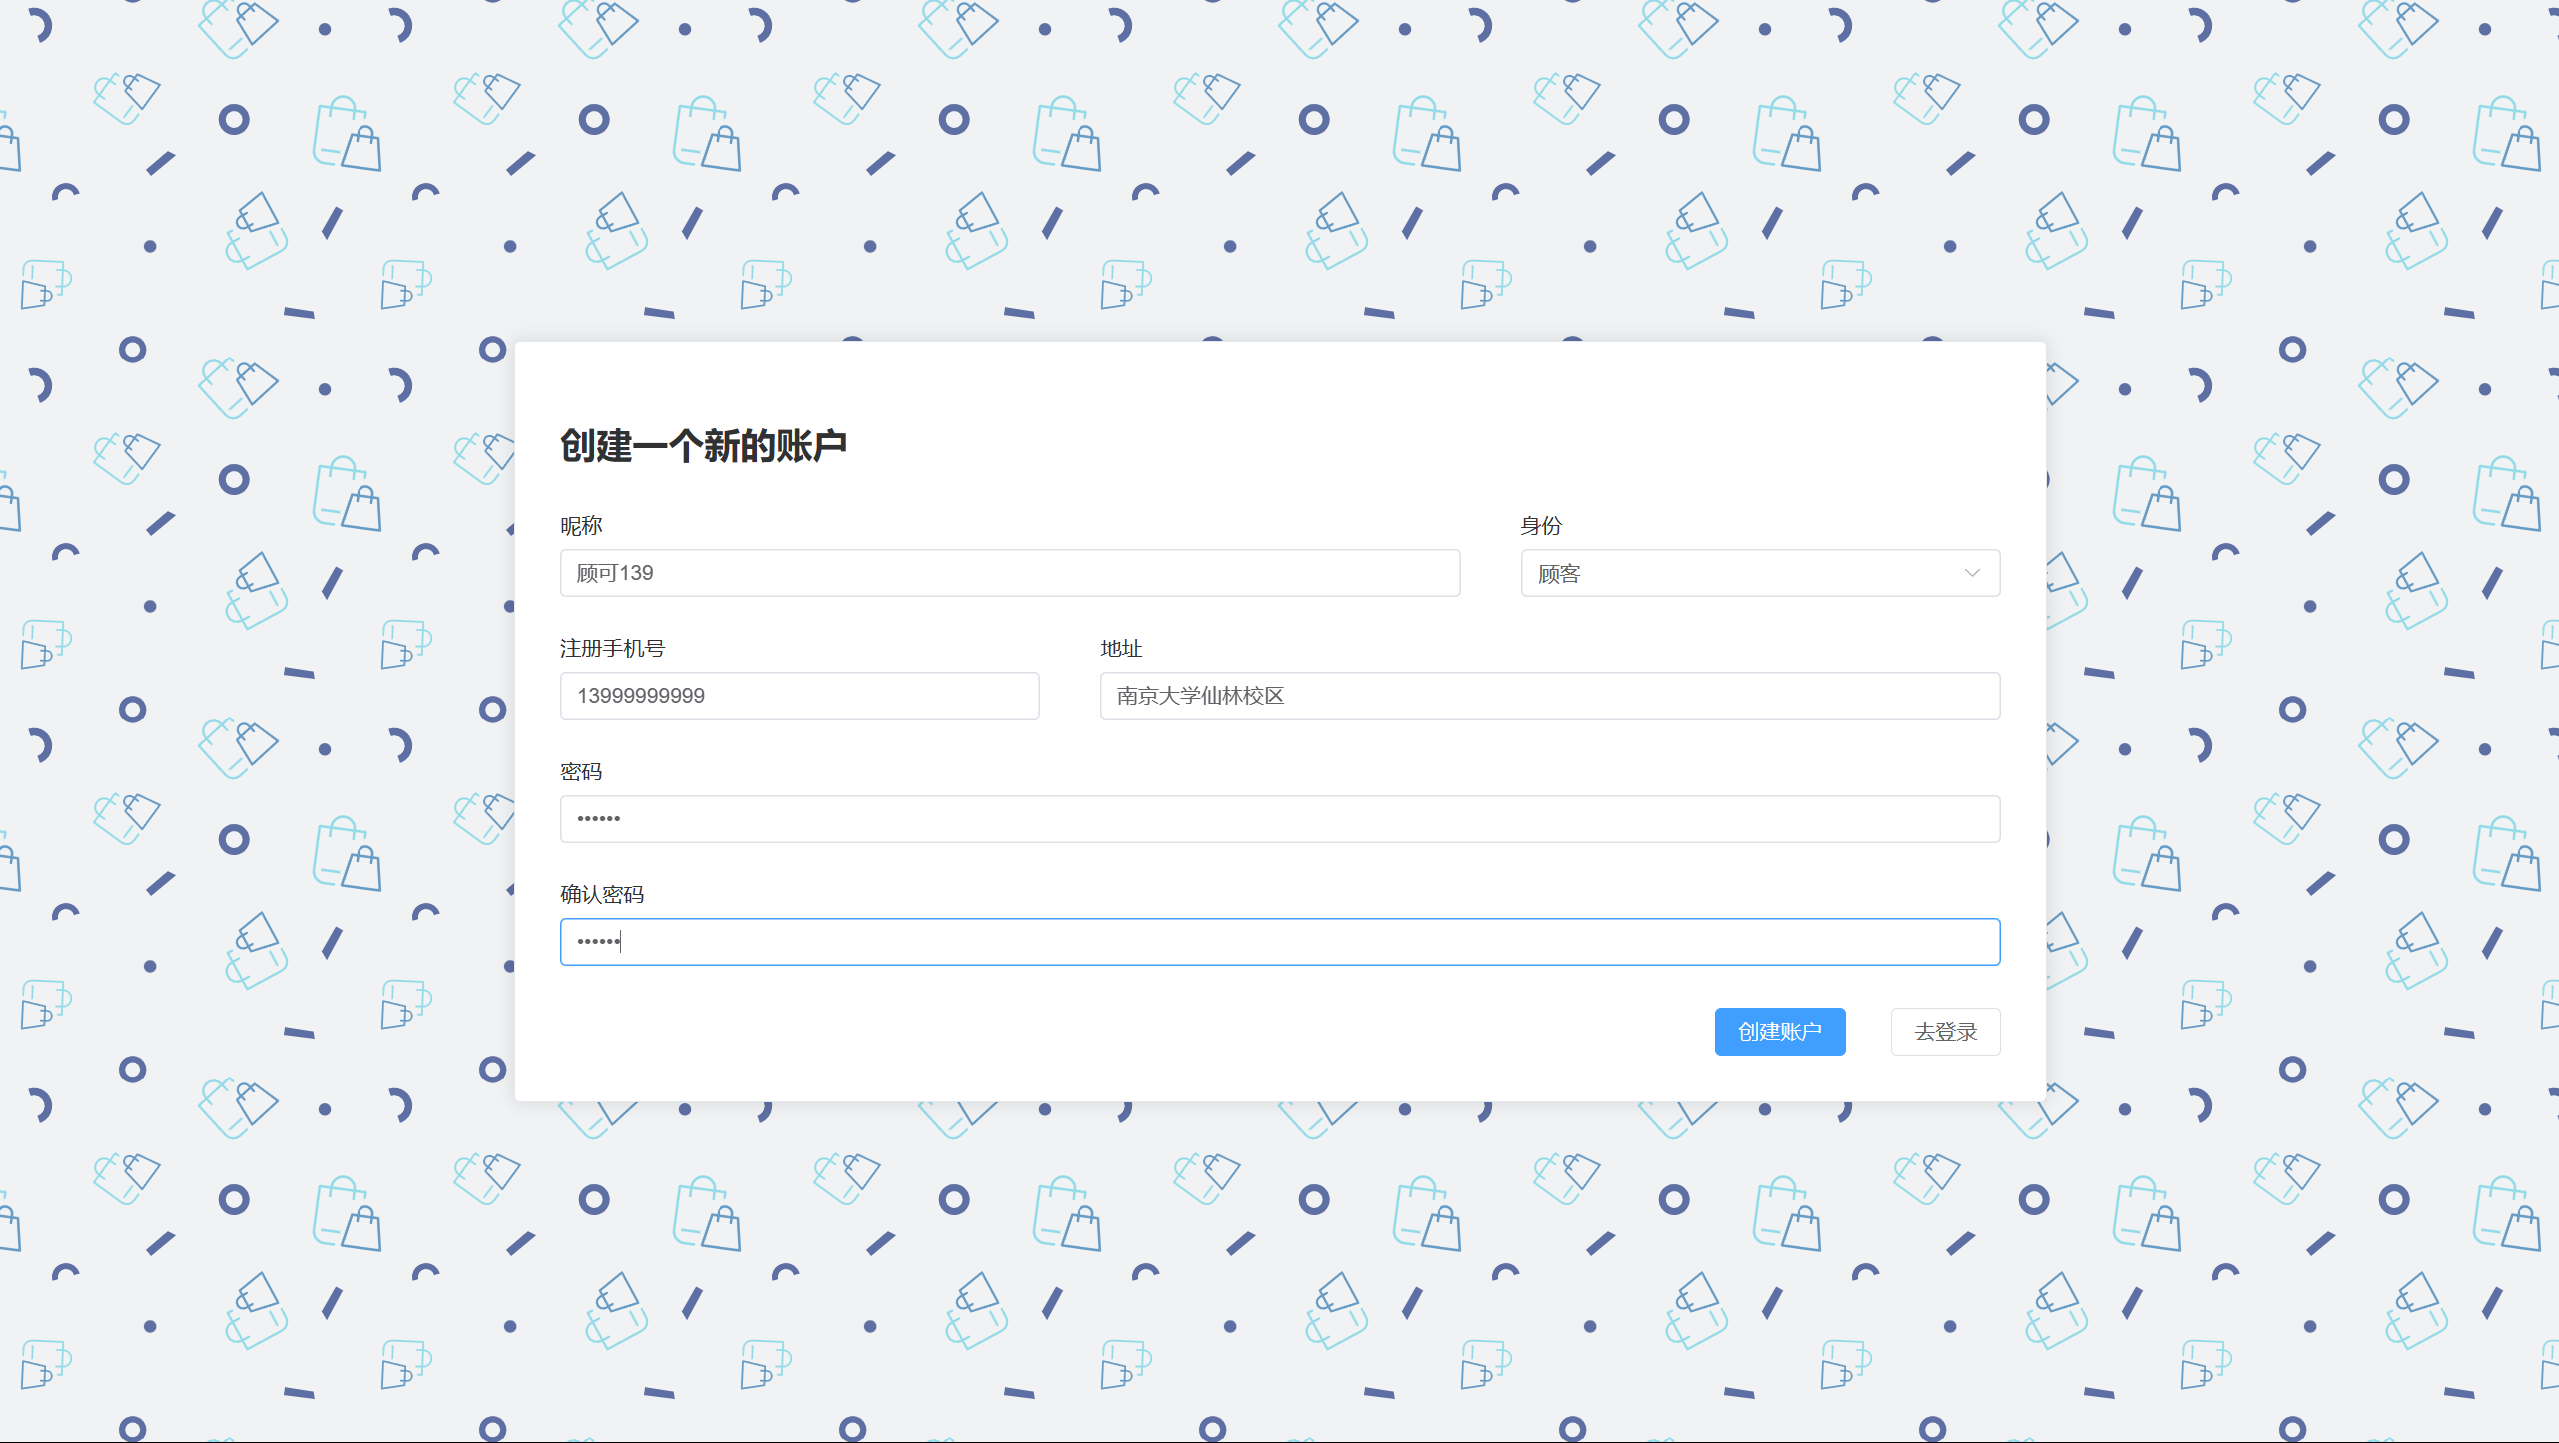 创建一个新的账户
昵称 身份
顾可139 顾客
注册手机号 地址
13999999999 南京大学仙林校区
密码
••••••
确认密码
••••••
创建账户 去登录